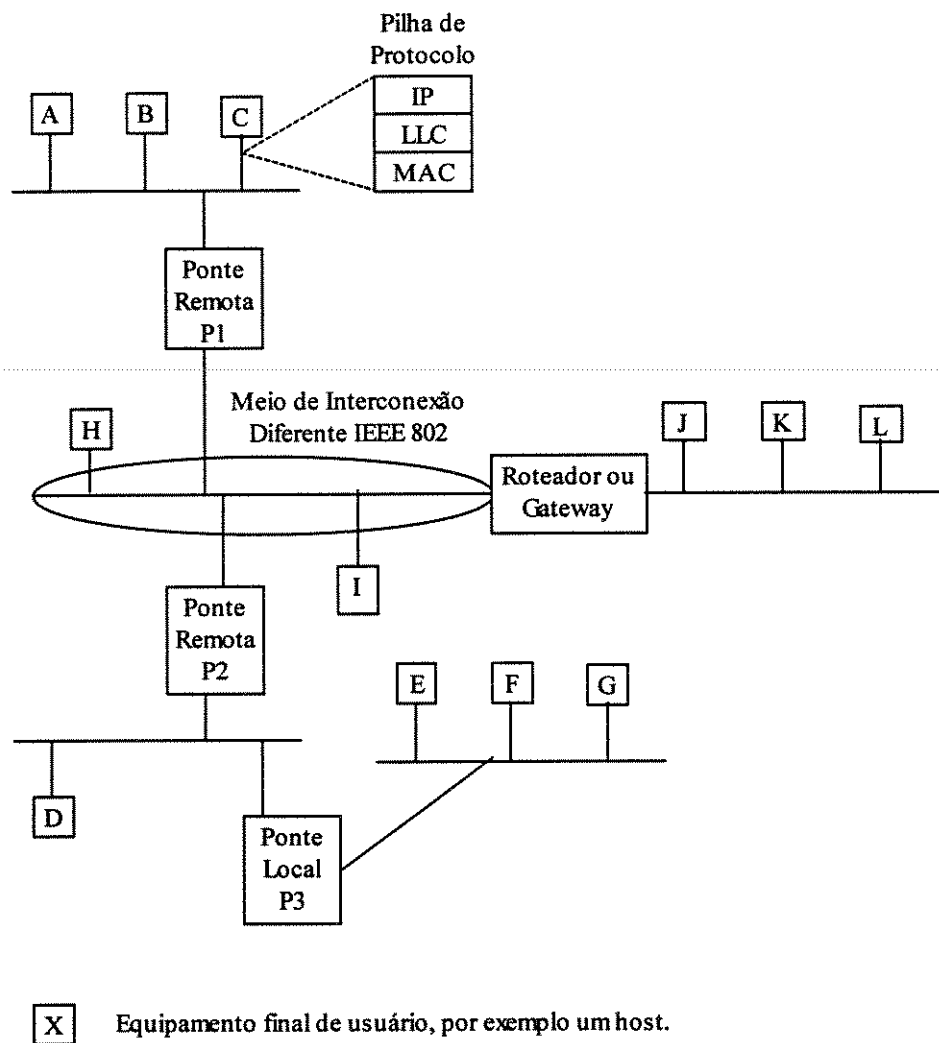 Pilha de
Protocolo
IP
LLC
MAC
A
B
C
Ponte
Remota
P1
Meio de Interconexão
Diferente IEEE 802
H
J
K
L
Roteador ou
Gateway
I
Ponte
Remota
P2
E
F
G
D
Ponte
Local
P3
X Equipamento final de usuário, por exemplo um host.